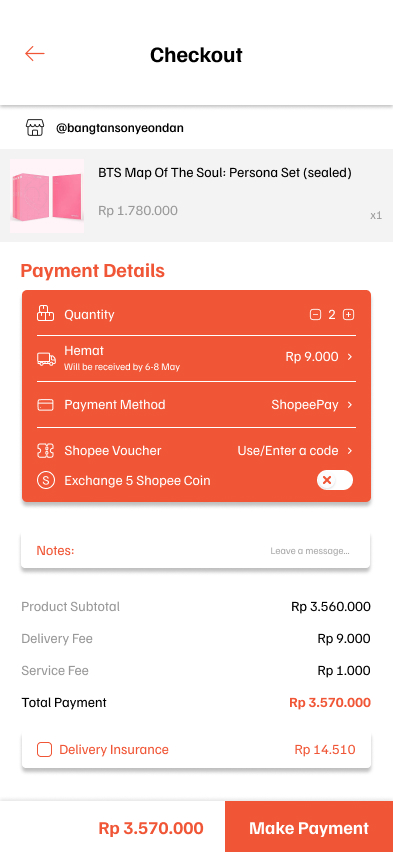 Checkout
@bangtansonyeondan
BTS Map Of The Soul: Persona Set (sealed)
Rp 1.780.000
x1
Payment Details
Quantity 2
Hemat Rp 9.000
Will be received by 6-8 May
Payment Method ShopeePay
Shopee Voucher Use/Enter a code
S Exchange 5 Shopee Coin
Notes: Leave a message...
Product Subtotal Rp 3.560.000
Delivery Fee Rp 9.000
Service Fee Rp 1.000
Total Payment Rp 3.570.000
Delivery Insurance Rp 14.510
Rp 3.570.000 Make Payment